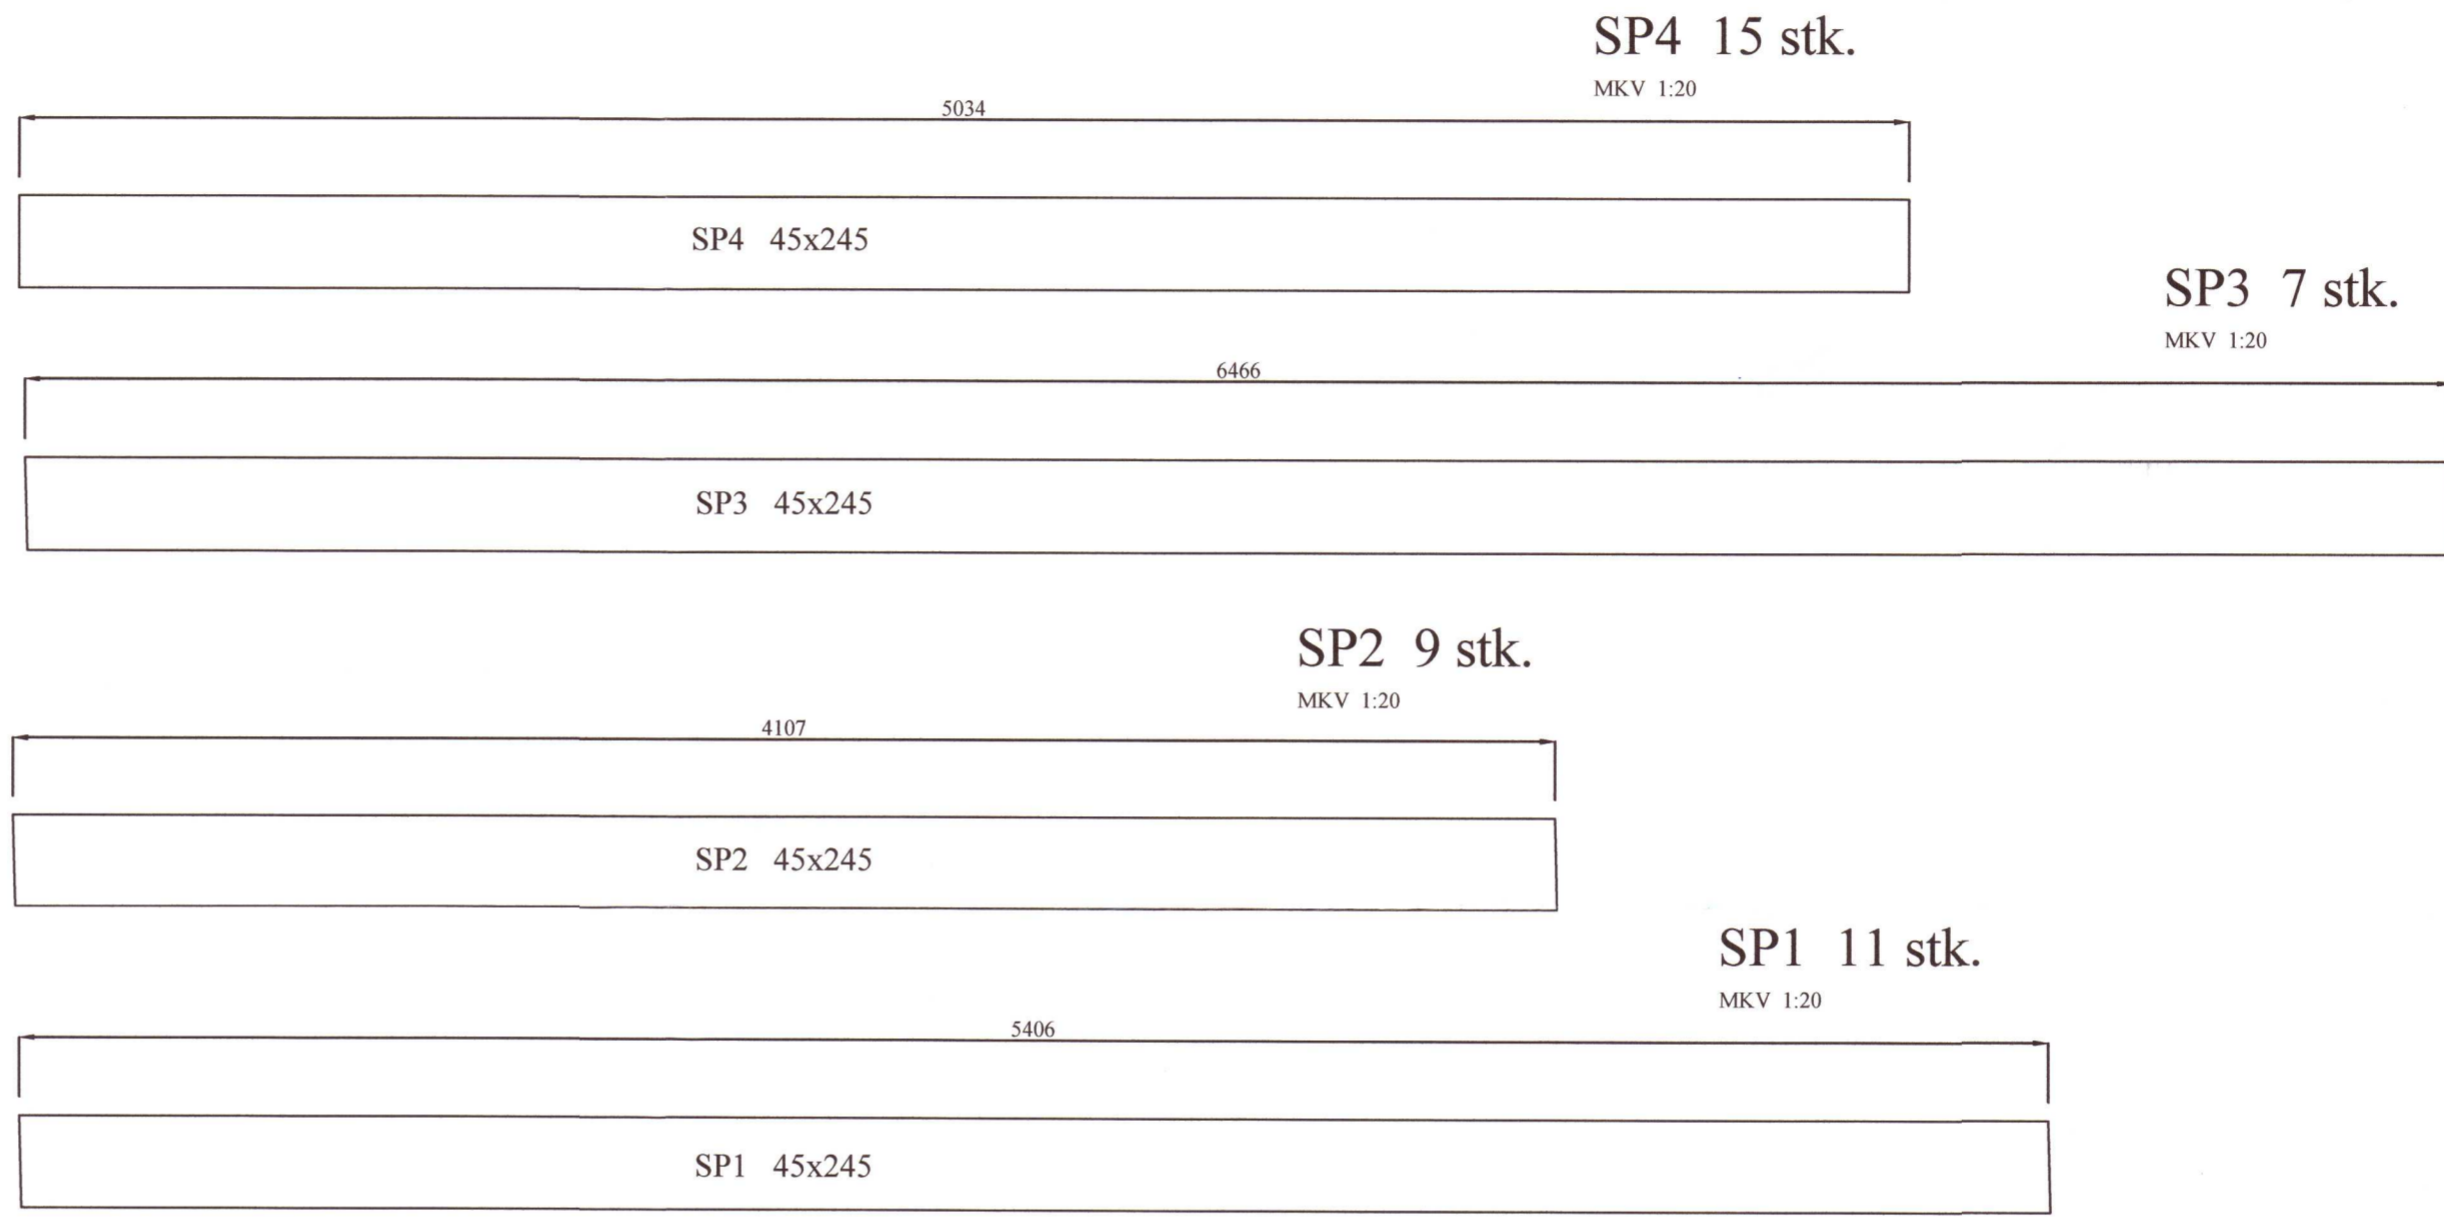 SP4 15 stk.
MKV 1:20
5034
SP4 45x245
SP3 7 stk.
MKV 1:20
6466
SP3 45x245
SP2 9 stk.
MKV 1:20
4107
SP2 45x245
SP1 11 stk.
MKV 1:20
5406
SP1 45x245